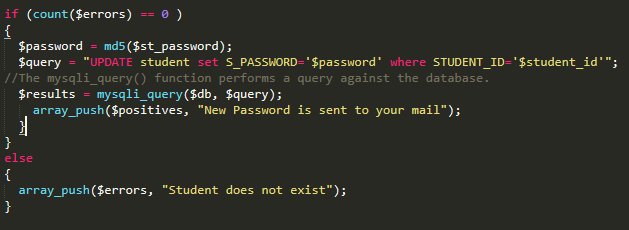 if (count($errors) == 0 )
{
  $password = md5($st_password);
  $query = "UPDATE student set S_PASSWORD='$password' where STUDENT_ID='$student_id'";
//The mysqli_query() function performs a query against the database.
  $results = mysqli_query($db, $query);
    array_push($positives, "New Password is sent to your mail");
  }
}
else
{
  array_push($errors, "Student does not exist");
}